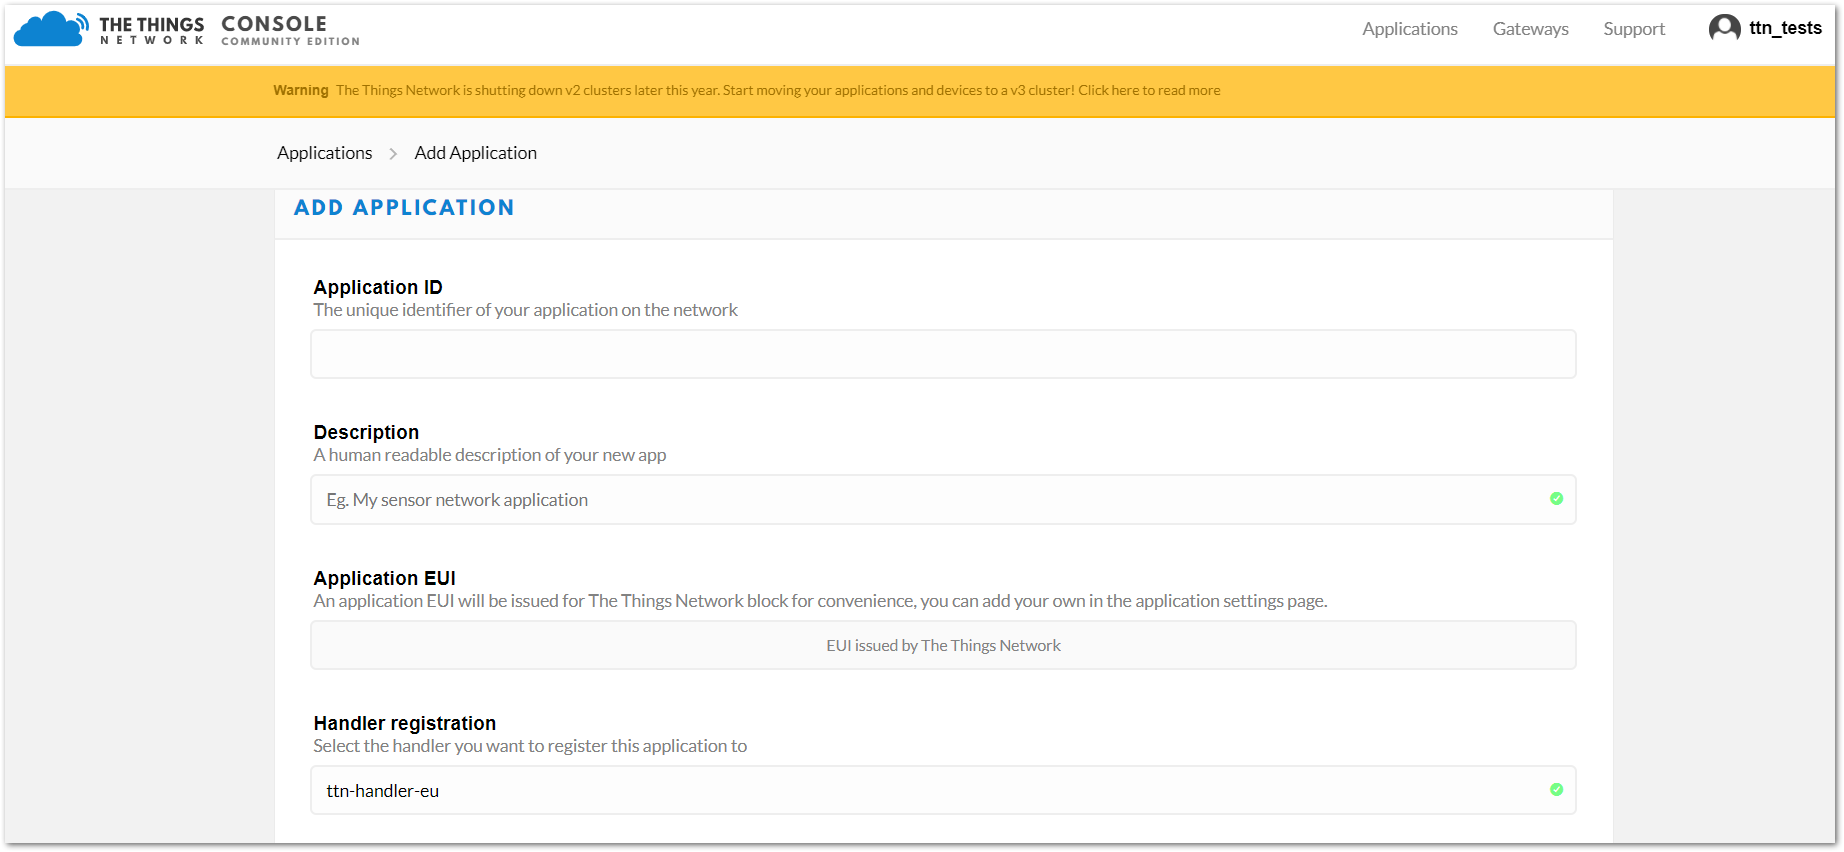 THE THINGS
NETWORK
CONSOLE
COMMUNITY EDITION
Applications
Gateways
Support
ttn_tests
Warning The Things Network is shutting down v2 clusters later this year. Start moving your applications and devices to a v3 cluster! Click here to read more
Applications > Add Application
ADD APPLICATION
Application ID
The unique identifier of your application on the network
Description
A human readable description of your new app
Eg. My sensor network application
Application EUI
An application EUI will be issued for The Things Network block for convenience, you can add your own in the application settings page.
EUI issued by The Things Network
Handler registration
Select the handler you want to register this application to
ttn-handler-eu